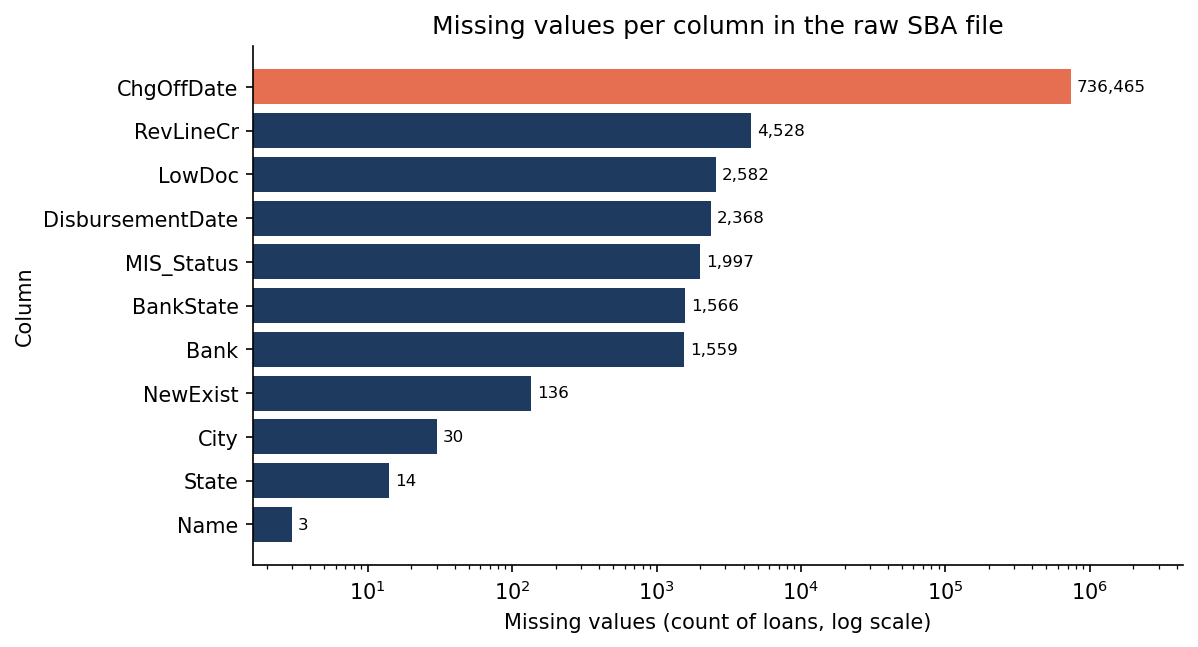 Missing values per column in the raw SBA file
ChgOffDate 736,465
RevLineCr 4,528
LowDoc 2,582
DisbursementDate 2,368
MIS_Status 1,997
BankState 1,566
Bank 1,559
NewExist 136
City 30
State 14
Name 3
Column
10¹ 10² 10³ 10⁴ 10⁵ 10⁶
Missing values (count of loans, log scale)